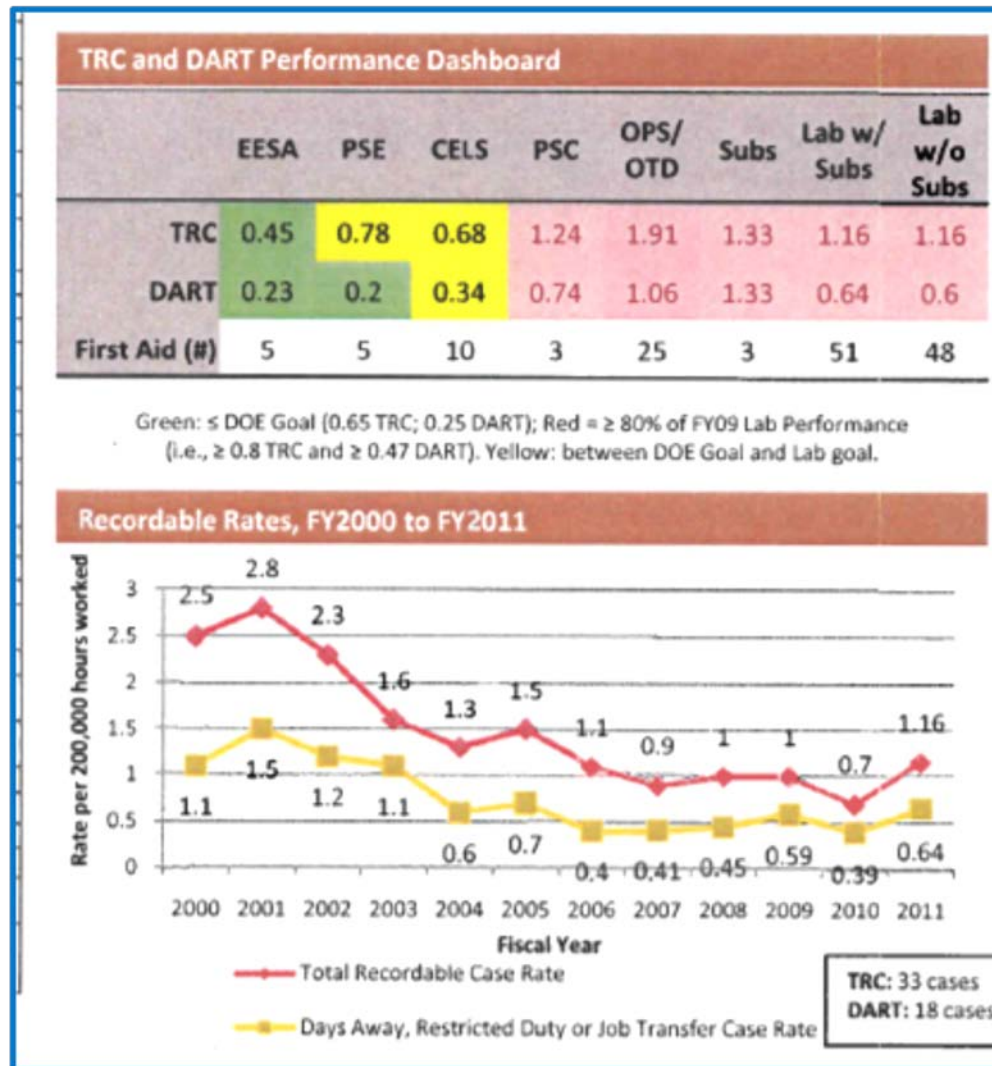 TRC and DART Performance Dashboard
EESA PSE CELS PSC OPS/ OTD Subs Lab w/ Subs Lab w/o Subs
TRC 0.45 0.78 0.68 1.24 1.91 1.33 1.16 1.16
DART 0.23 0.2 0.34 0.74 1.06 1.33 0.64 0.6
First Aid (#) 5 5 10 3 25 3 51 48
Green: ≤ DOE Goal (0.65 TRC; 0.25 DART); Red = ≥ 80% of FY09 Lab Performance
(i.e., ≥ 0.8 TRC and ≥ 0.47 DART). Yellow: between DOE Goal and Lab goal.
Recordable Rates, FY2000 to FY2011
Rate per 200,000 hours worked
3
2.5
2
1.5
1
0.5
0
2.5 2.8 2.3 1.6 1.3 1.5 1.1 0.9 1 1 0.7 1.16
1.1 1.5 1.2 1.1 0.6 0.7 0.4 0.41 0.45 0.59 0.39 0.64
2000 2001 2002 2003 2004 2005 2006 2007 2008 2009 2010 2011
Fiscal Year
Total Recordable Case Rate
Days Away, Restricted Duty or Job Transfer Case Rate
TRC: 33 cases
DART: 18 cases